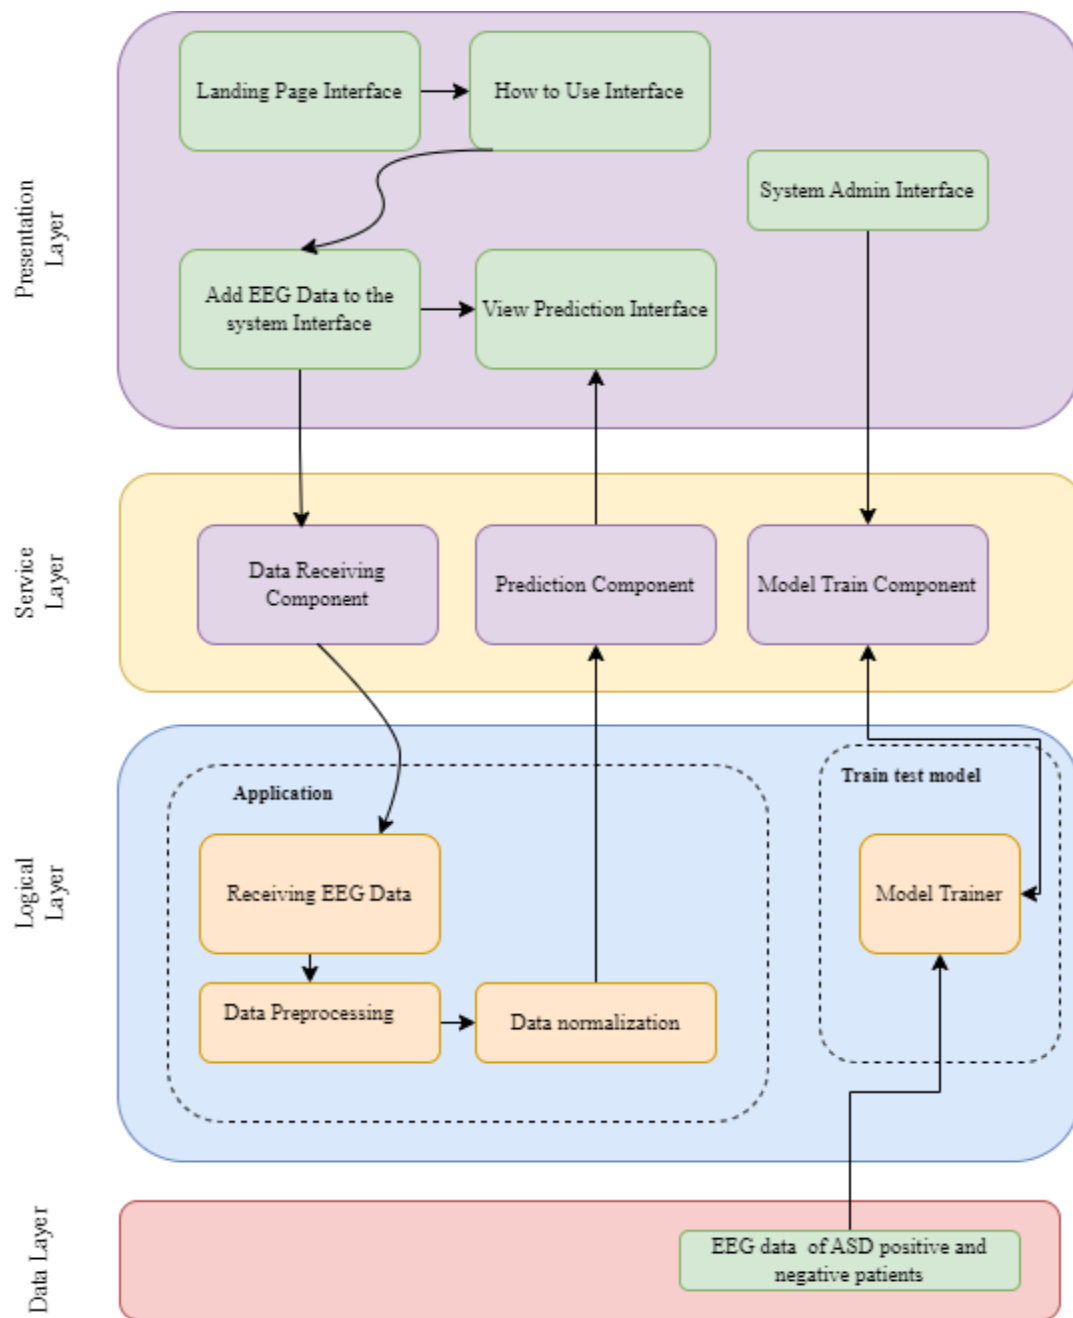 Presentation
Layer
Landing Page Interface
How to Use Interface
System Admin Interface
Add EEG Data to the
system Interface
View Prediction Interface
Service
Layer
Data Receiving
Component
Prediction Component
Model Train Component
Logical
Layer
Application
Train test model
Receiving EEG Data
Model Trainer
Data Preprocessing
Data normalization
Data Layer
EEG data  of ASD positive and
negative patients